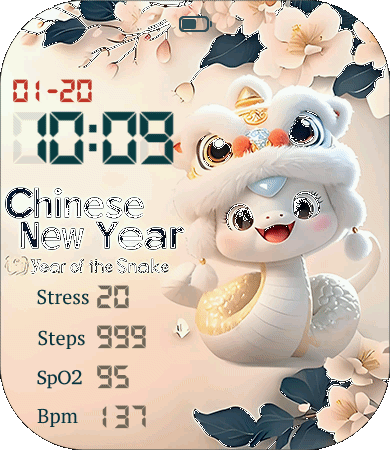 01-20
10:09
Chinese
New Year
Year of the Snake
Stress 20
Steps 999
SpO2 95
Bpm 137